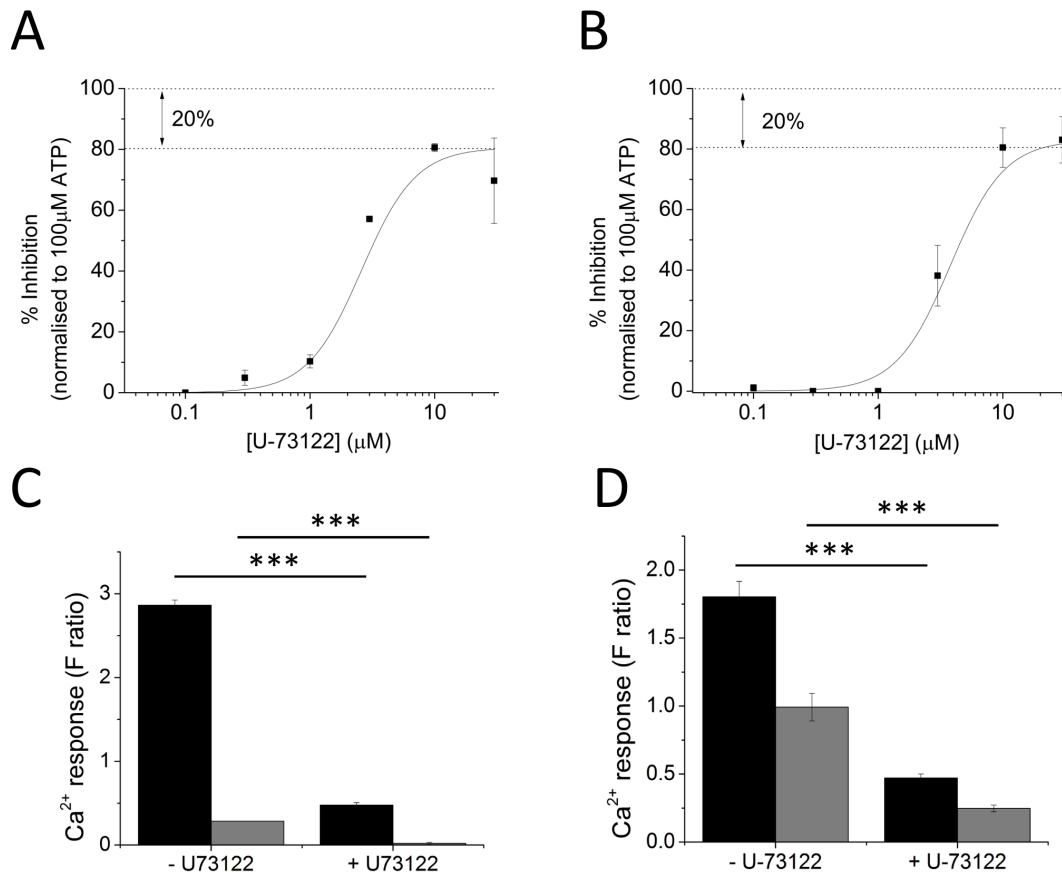 A
100
80
60
40
20
0
20%
% Inhibition
(normalised to 100μM ATP)
0.1
1
10
[U-73122] (μM)
B
100
80
60
40
20
0
20%
% Inhibition
(normalised to 100μM ATP)
0.1
1
10
[U-73122] (μM)
C
***
***
3
2
1
0
Ca2+ response (F ratio)
- U73122
+ U73122
D
***
***
2.0
1.5
1.0
0.5
0.0
Ca2+ response (F ratio)
- U-73122
+ U-73122